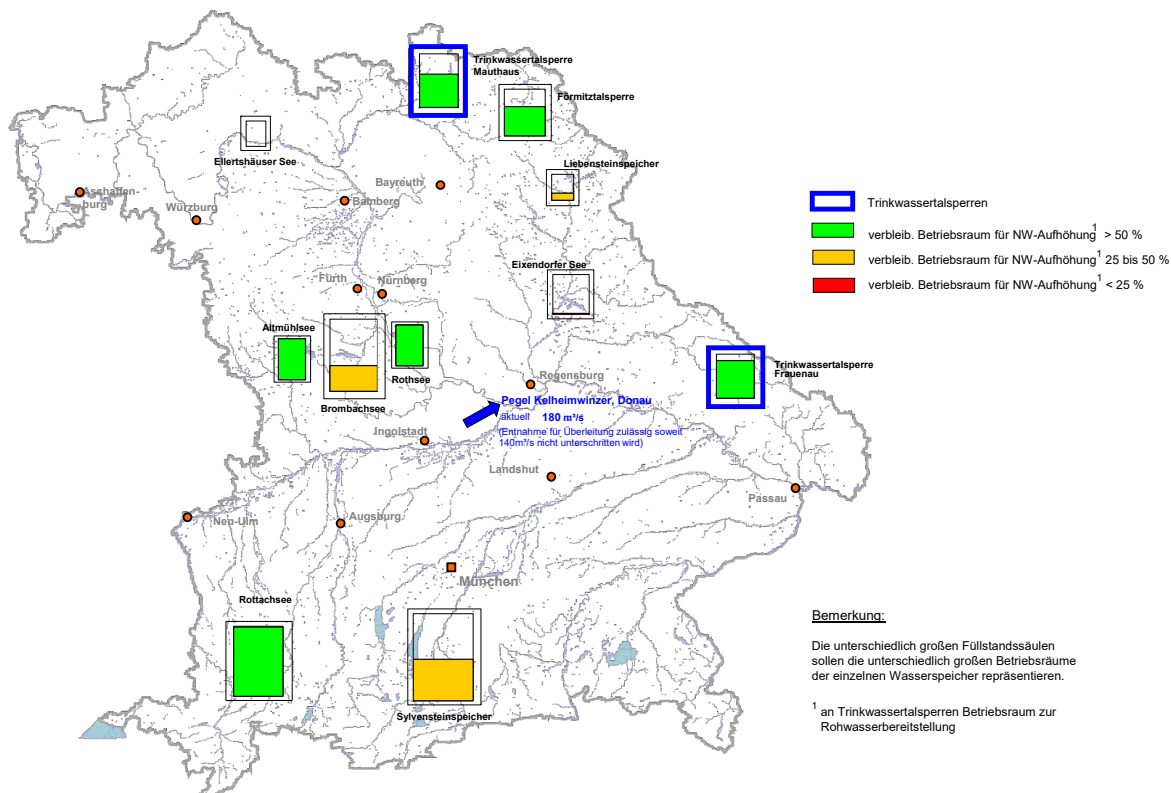 Trinkwassertalsperre
Mauthaus
Förmitztalsperre
Ellertshäuser See
Liebensteinspeicher
Bayreuth
Aschaffen-
burg
Bamberg
Würzburg
Trinkwassertalsperren
verbleib. Betriebsraum für NW-Aufhöhung1 > 50 %
verbleib. Betriebsraum für NW-Aufhöhung1 25 bis 50 %
verbleib. Betriebsraum für NW-Aufhöhung1 < 25 %
Eixendorfer See
Fürth
Nürnberg
Altmühlsee
Rothsee
Brombachsee
Trinkwassertalsperre
Frauenau
Regensburg
Pegel Kelheimwinzer, Donau
aktuell 180 m³/s
(Entnahme für Überleitung zulässig soweit
140m³/s nicht unterschritten wird)
Ingolstadt
Landshut
Passau
Neu-Ulm
Augsburg
München
Rottachsee
Sylvensteinspeicher
Bemerkung:
Die unterschiedlich großen Füllstandssäulen
sollen die unterschiedlich großen Betriebsräume
der einzelnen Wasserspeicher repräsentieren.
1 an Trinkwassertalsperren Betriebsraum zur
Rohwasserbereitstellung